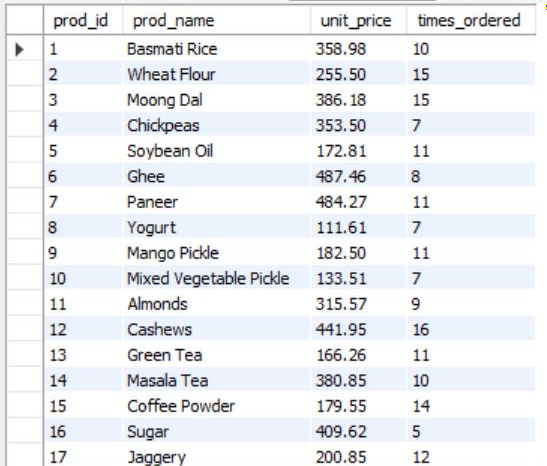 prod_id prod_name unit_price times_ordered
1 Basmati Rice 358.98 10
2 Wheat Flour 255.50 15
3 Moong Dal 386.18 15
4 Chickpeas 353.50 7
5 Soybean Oil 172.81 11
6 Ghee 487.46 8
7 Paneer 484.27 11
8 Yogurt 111.61 7
9 Mango Pickle 182.50 11
10 Mixed Vegetable Pickle 133.51 7
11 Almonds 315.57 9
12 Cashews 441.95 16
13 Green Tea 166.26 11
14 Masala Tea 380.85 10
15 Coffee Powder 179.55 14
16 Sugar 409.62 5
17 Jaggery 200.85 12